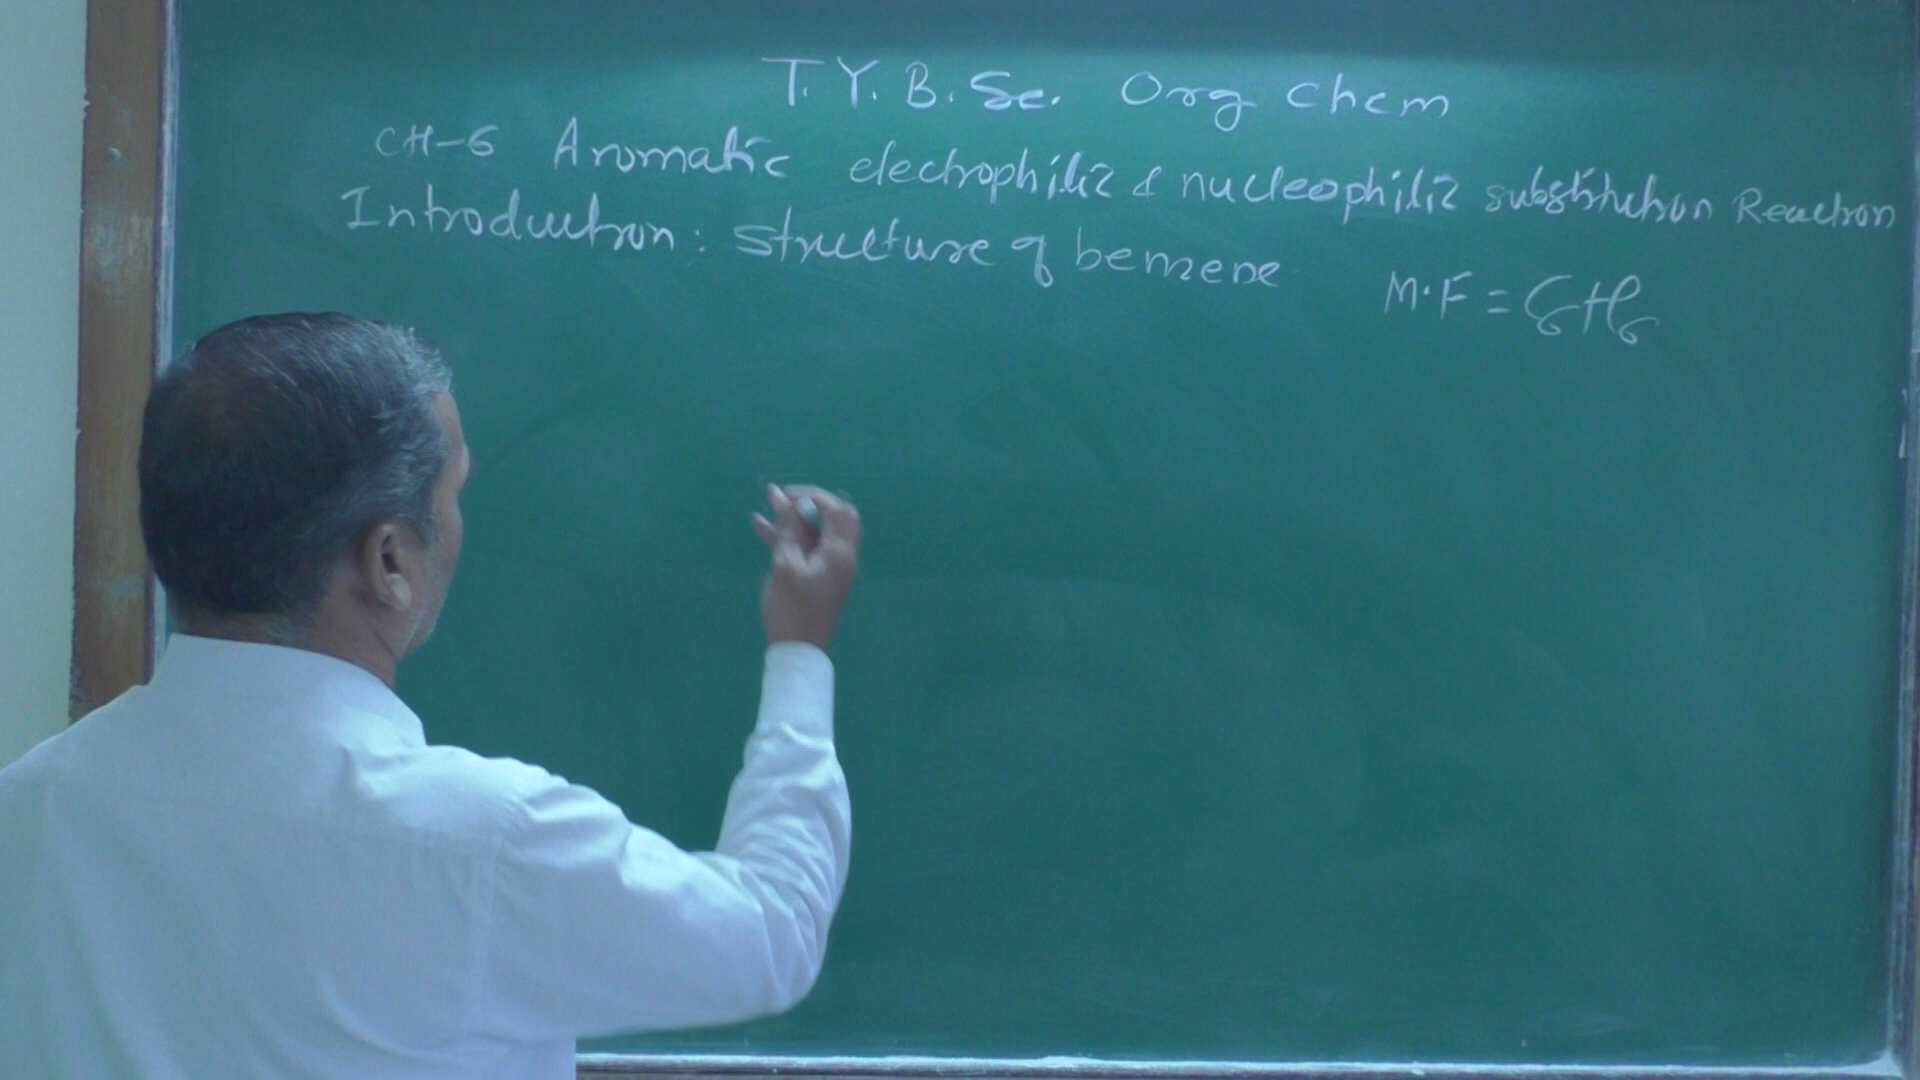 T.Y. B.Sc. Org Chem
CH-6 Aromatic electrophilic & nucleophilic substitution Reaction
Introduction: Structure of benzene M.F = C6H6